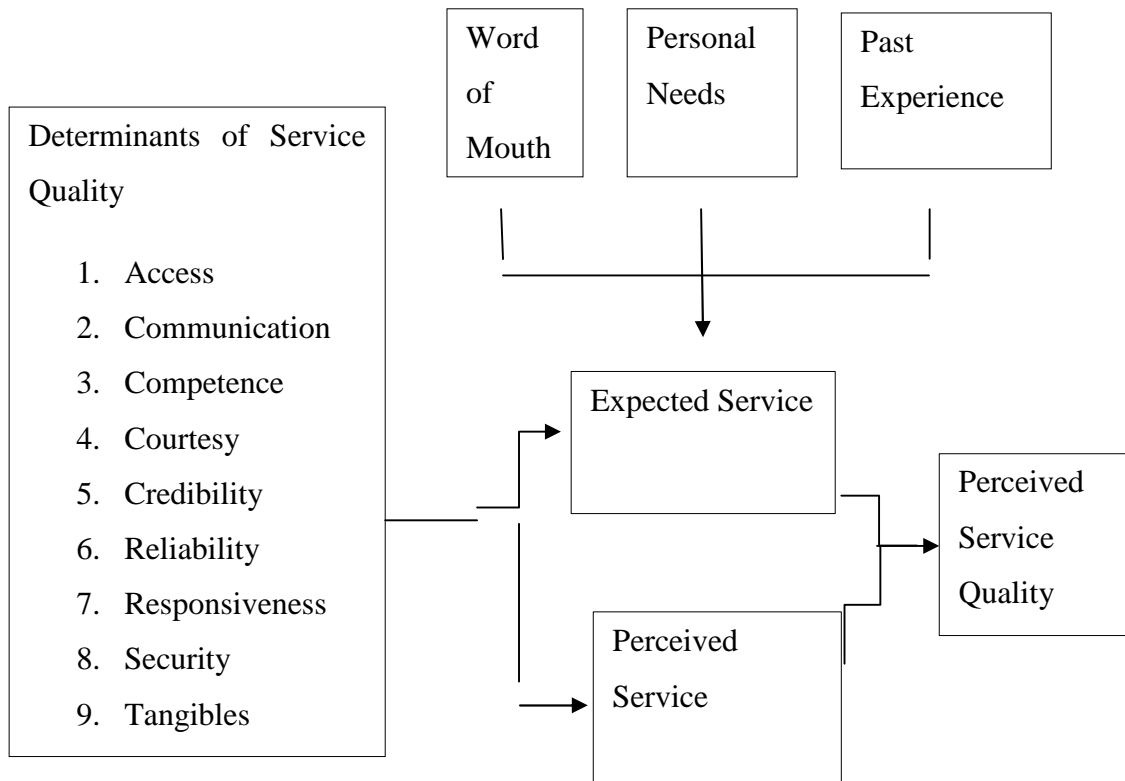 Word
of
Mouth
Personal
Needs
Past
Experience
Determinants of Service
Quality
1. Access
2. Communication
3. Competence
4. Courtesy
5. Credibility
6. Reliability
7. Responsiveness
8. Security
9. Tangibles
Expected Service
Perceived
Service
Perceived
Service
Quality